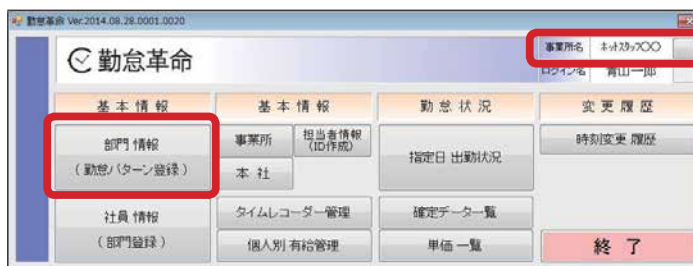 勤怠革命 Ver.2014.08.28.0001.0020
勤怠革命
事業所名 ホットスタッフ〇〇
ログイン名 青山一郎
基本情報 基本情報 勤怠状況 変更履歴
部門 情報
(勤怠パターン登録)
事業所 担当者情報
(ID作成)
本 社
指定日 出勤状況
時刻変更 履歴
社員 情報
(部門登録)
タイムレコーダー管理 確定データ一覧
個人別 有給管理 単価 一覧
終 了